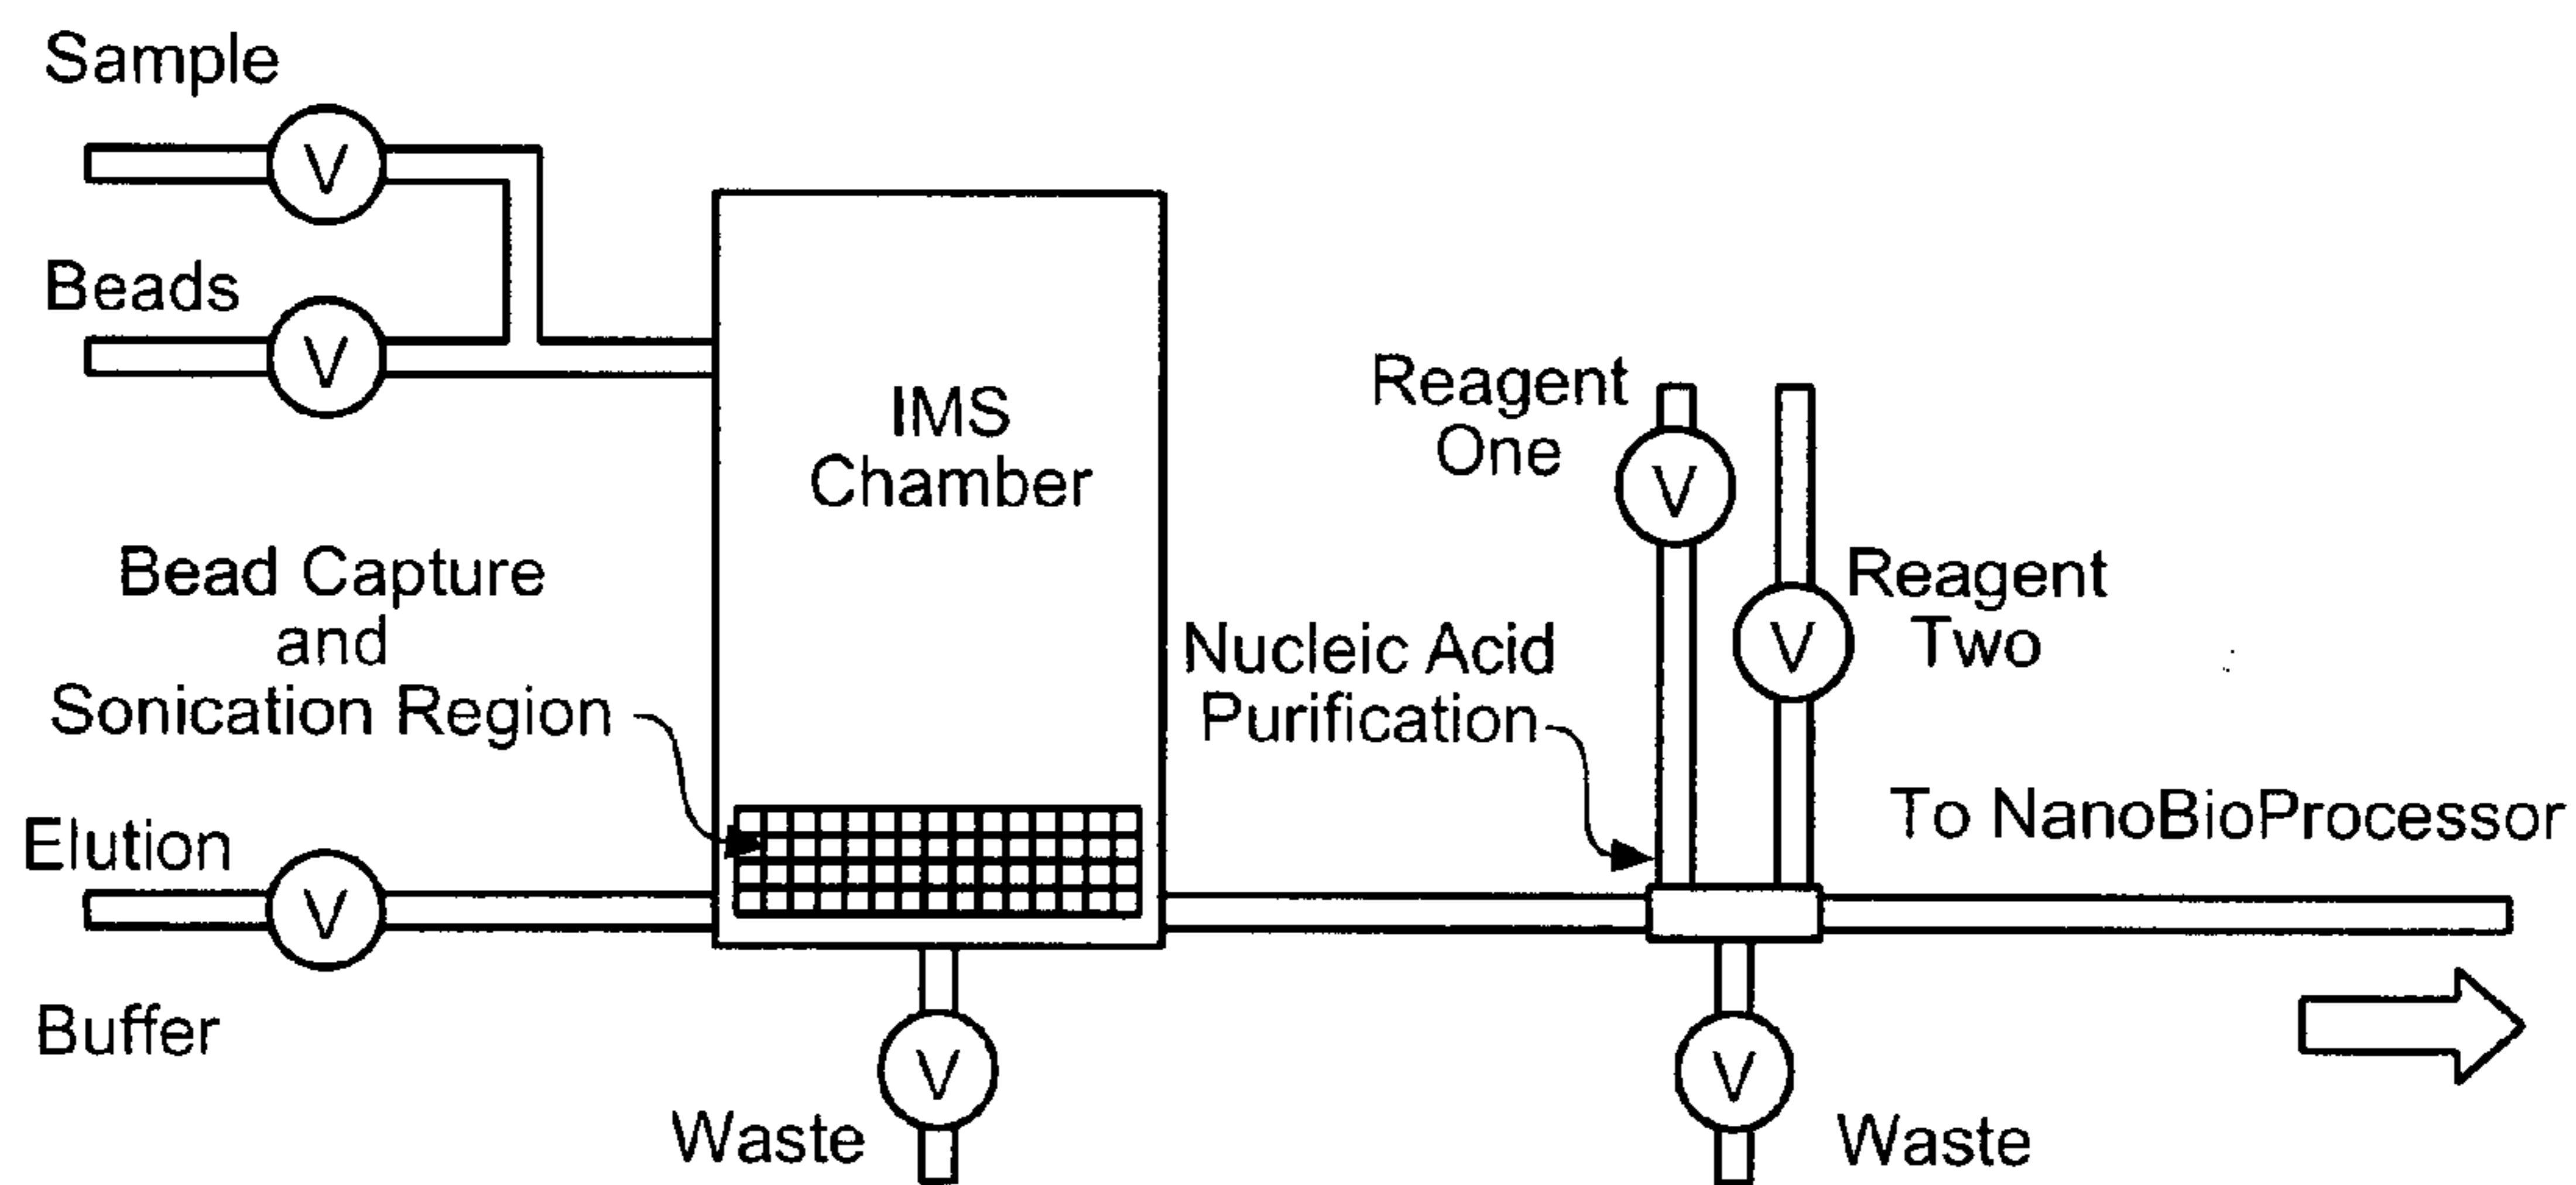 Sample
V
Beads
V
IMS
Chamber
Bead Capture
and
Sonication Region
Elution
V
Buffer
V
Waste
Reagent
One
V
Reagent
Two
V
Nucleic Acid
Purification
To NanoBioProcessor
V
Waste